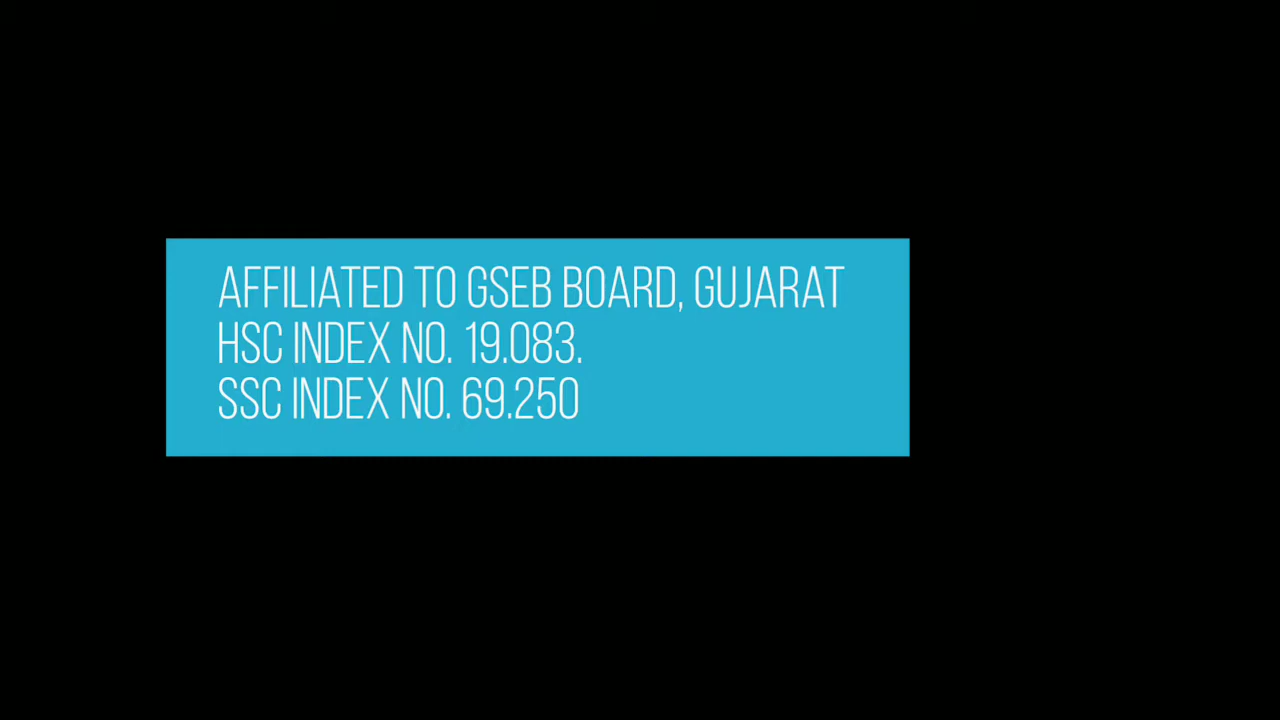 AFFILIATED TO GSEB BOARD, GUJARAT
HSC INDEX NO. 19.083.
SSC INDEX NO. 69.250